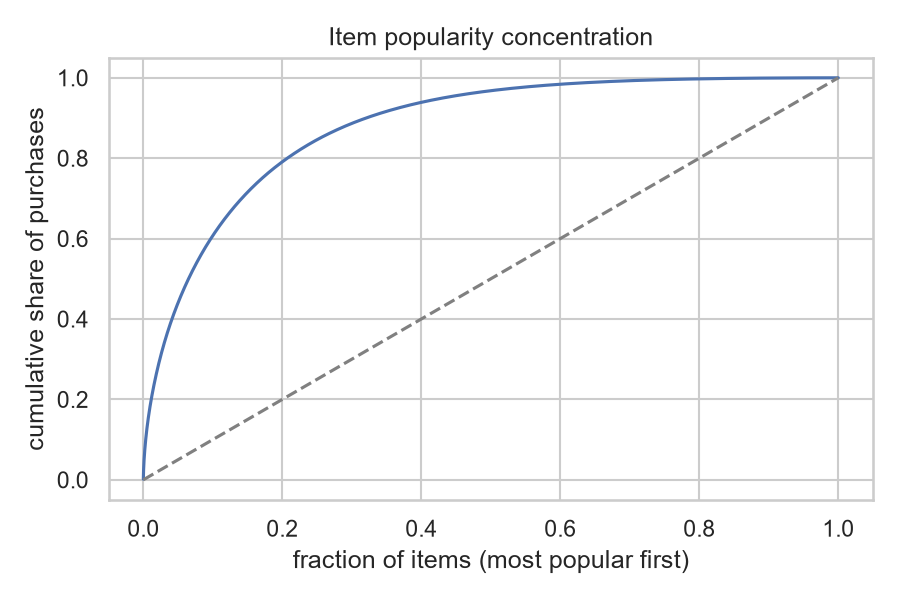 Item popularity concentration
cumulative share of purchases
1.0
0.8
0.6
0.4
0.2
0.0
0.0 0.2 0.4 0.6 0.8 1.0
fraction of items (most popular first)